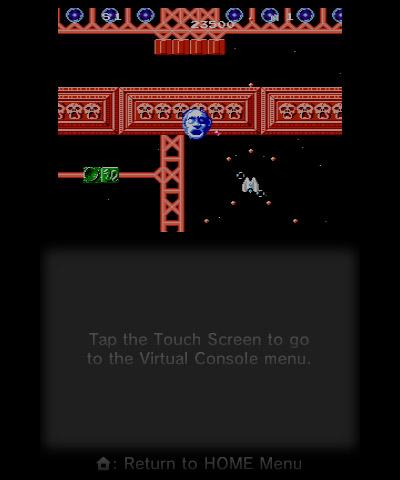 23500
Tap the Touch Screen to go
to the Virtual Console menu.
: Return to HOME Menu